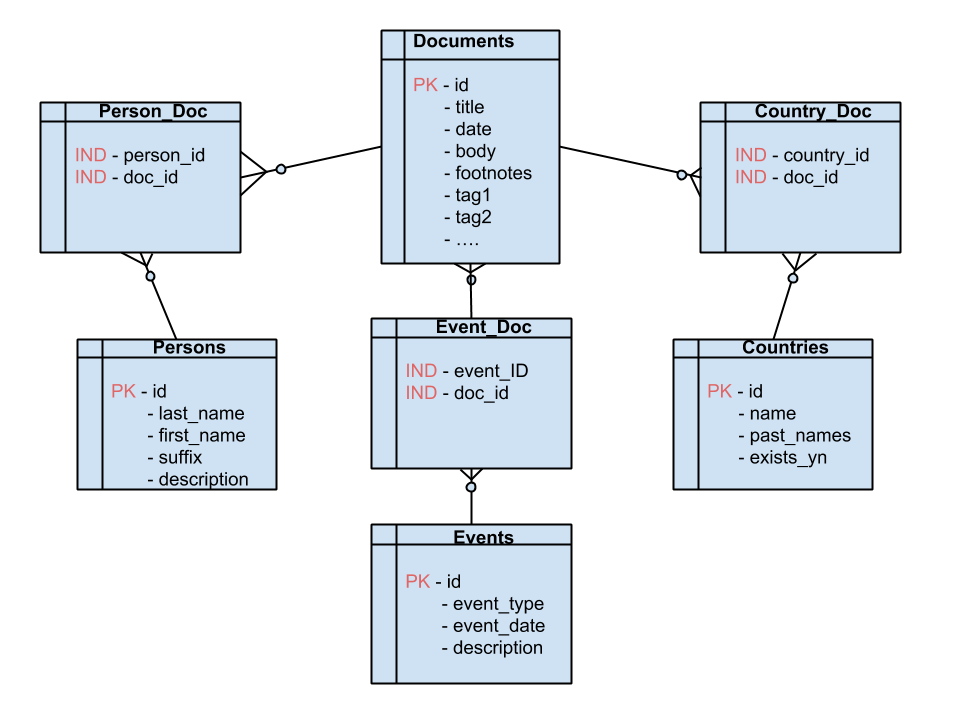 Documents
PK - id
- title
- date
- body
- footnotes
- tag1
- tag2
- ....
Person_Doc
IND - person_id
IND - doc_id
Country_Doc
IND - country_id
IND - doc_id
Persons
PK - id
- last_name
- first_name
- suffix
- description
Event_Doc
IND - event_ID
IND - doc_id
Countries
PK - id
- name
- past_names
- exists_yn
Events
PK - id
- event_type
- event_date
- description